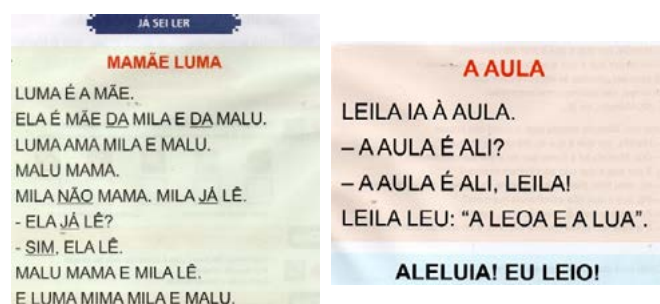 JÁ SEI LER
MAMÃE LUMA
LUMA É A MÃE.
ELA É MÃE DA MILA E DA MALU.
LUMA AMA MILA E MALU.
MALU MAMA.
MILA NÃO MAMA. MILA JÁ LÊ.
- ELA JÁ LÊ?
- SIM, ELA LÊ.
MALU MAMA E MILA LÊ.
E LUMA MIMA MILA E MALU.
A AULA
LEILA IA À AULA.
– A AULA É ALI?
– A AULA É ALI, LEILA!
LEILA LEU: “A LEOA E A LUA”.
ALELUIA! EU LEIO!